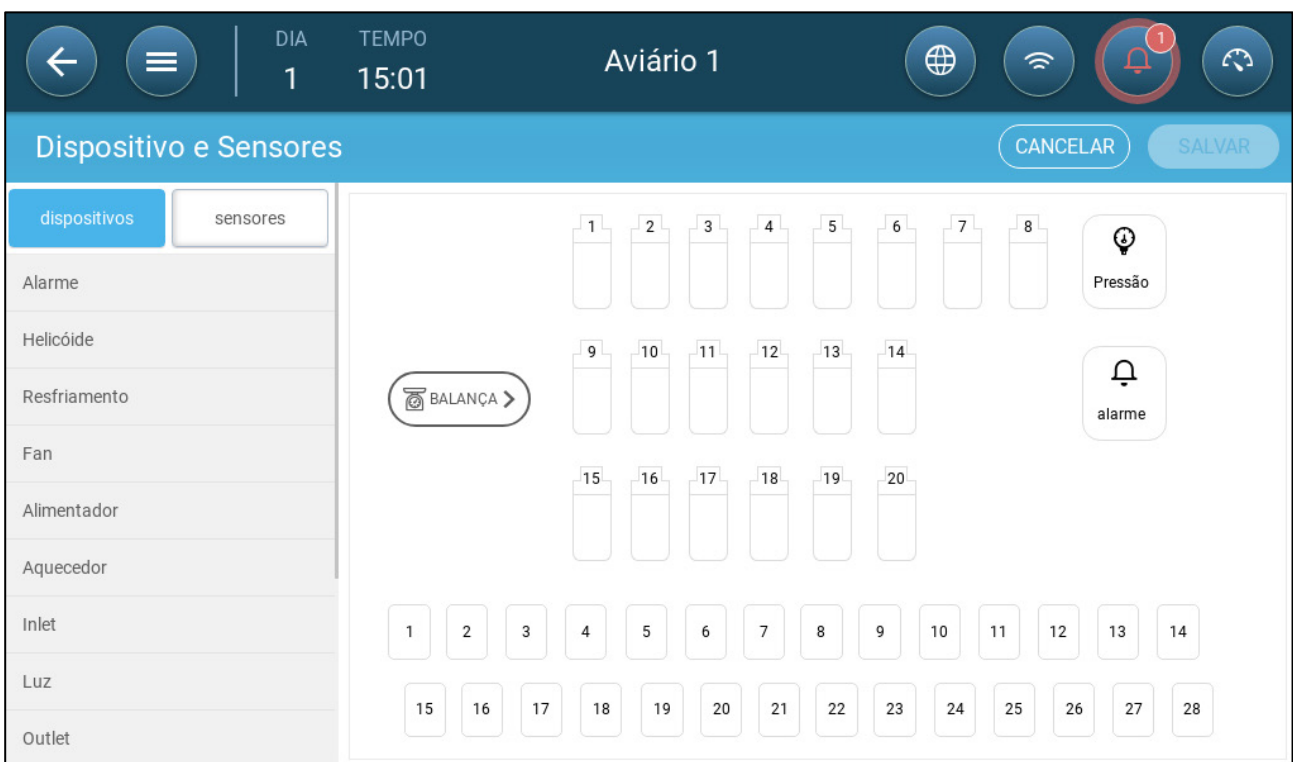 DIA TEMPO
1 15:01 Aviário 1 1
Dispositivo e Sensores CANCELAR SALVAR
dispositivos sensores
Alarme
Helicóide
Resfriamento
Fan
Alimentador
Aquecedor
Inlet
Luz
Outlet
1 2 3 4 5 6 7 8
Pressão
9 10 11 12 13 14
BALANÇA
alarme
15 16 17 18 19 20
1 2 3 4 5 6 7 8 9 10 11 12 13 14
15 16 17 18 19 20 21 22 23 24 25 26 27 28